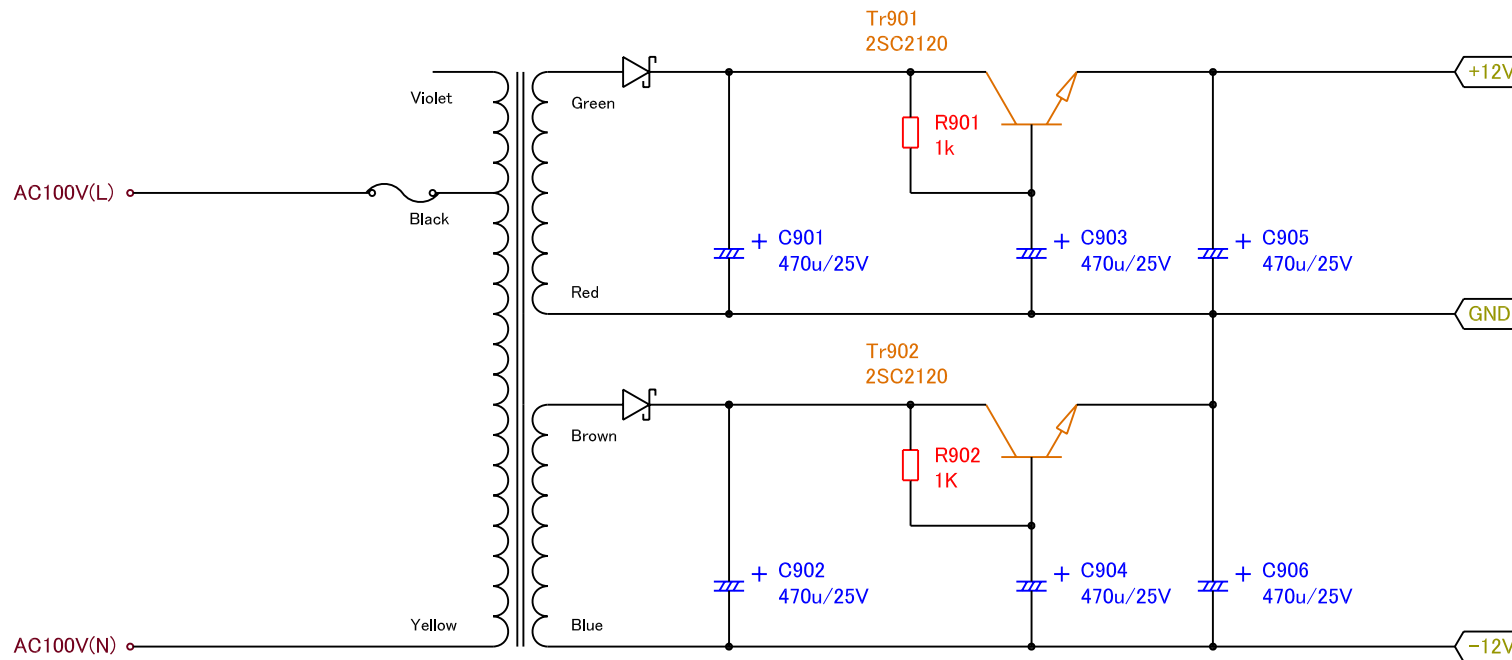 Tr901
2SC2120
+12V
Violet
Green
R901
1k
AC100V(L)
Black
+ C901
470u/25V
+ C903
470u/25V
+ C905
470u/25V
Red
GND
Tr902
2SC2120
Brown
R902
1K
+ C902
470u/25V
+ C904
470u/25V
+ C906
470u/25V
Yellow
Blue
AC100V(N)
-12V